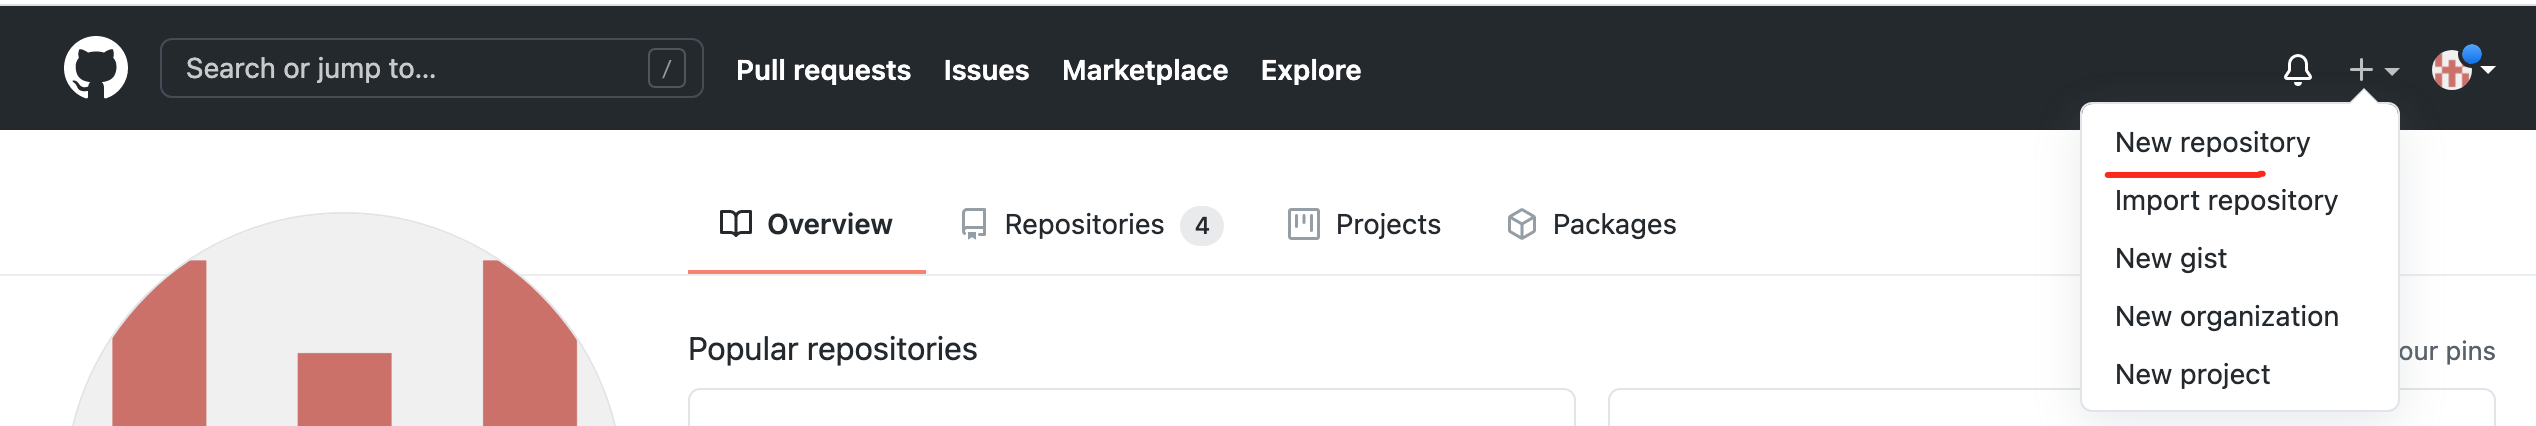 Search or jump to... / Pull requests Issues Marketplace Explore
New repository
Import repository
New gist
New organization
New project
Overview Repositories 4 Projects Packages
Popular repositories
our pins